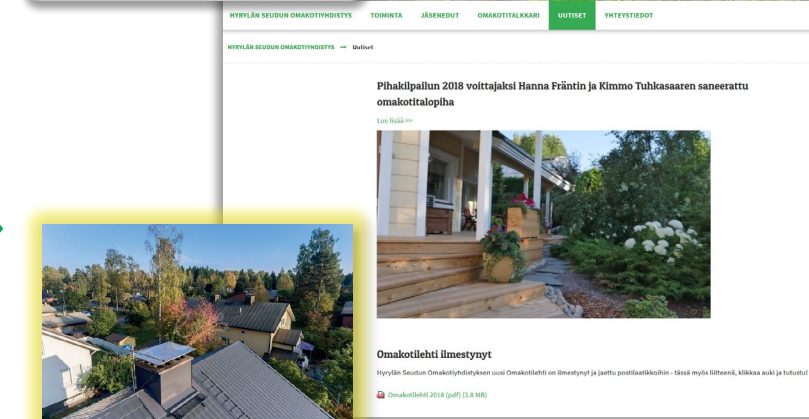 HYRYLÄN SEUDUN OMAKOTIYHDISTYS TOIMINTA JÄSENEDUT OMAKOTITALKKARI UUTISET YHTEYSTIEDOT
HYRYLÄN SEUDUN OMAKOTIYHDISTYS → Uutiset
Pihakilpailun 2018 voittajaksi Hanna Fräntin ja Kimmo Tuhkasaaren saneerattu
omakotitalopiha
Lue lisää >>
Omakotilehti ilmestynyt
Hyrylän Seudun Omakotiyhdistyksen uusi Omakotilehti on ilmestynyt ja jaettu postilaatikkoihin - tässä myös liitteenä, klikkaa auki ja tutustu!
Omakotilehti 2018 (pdf) (3.8 MB)